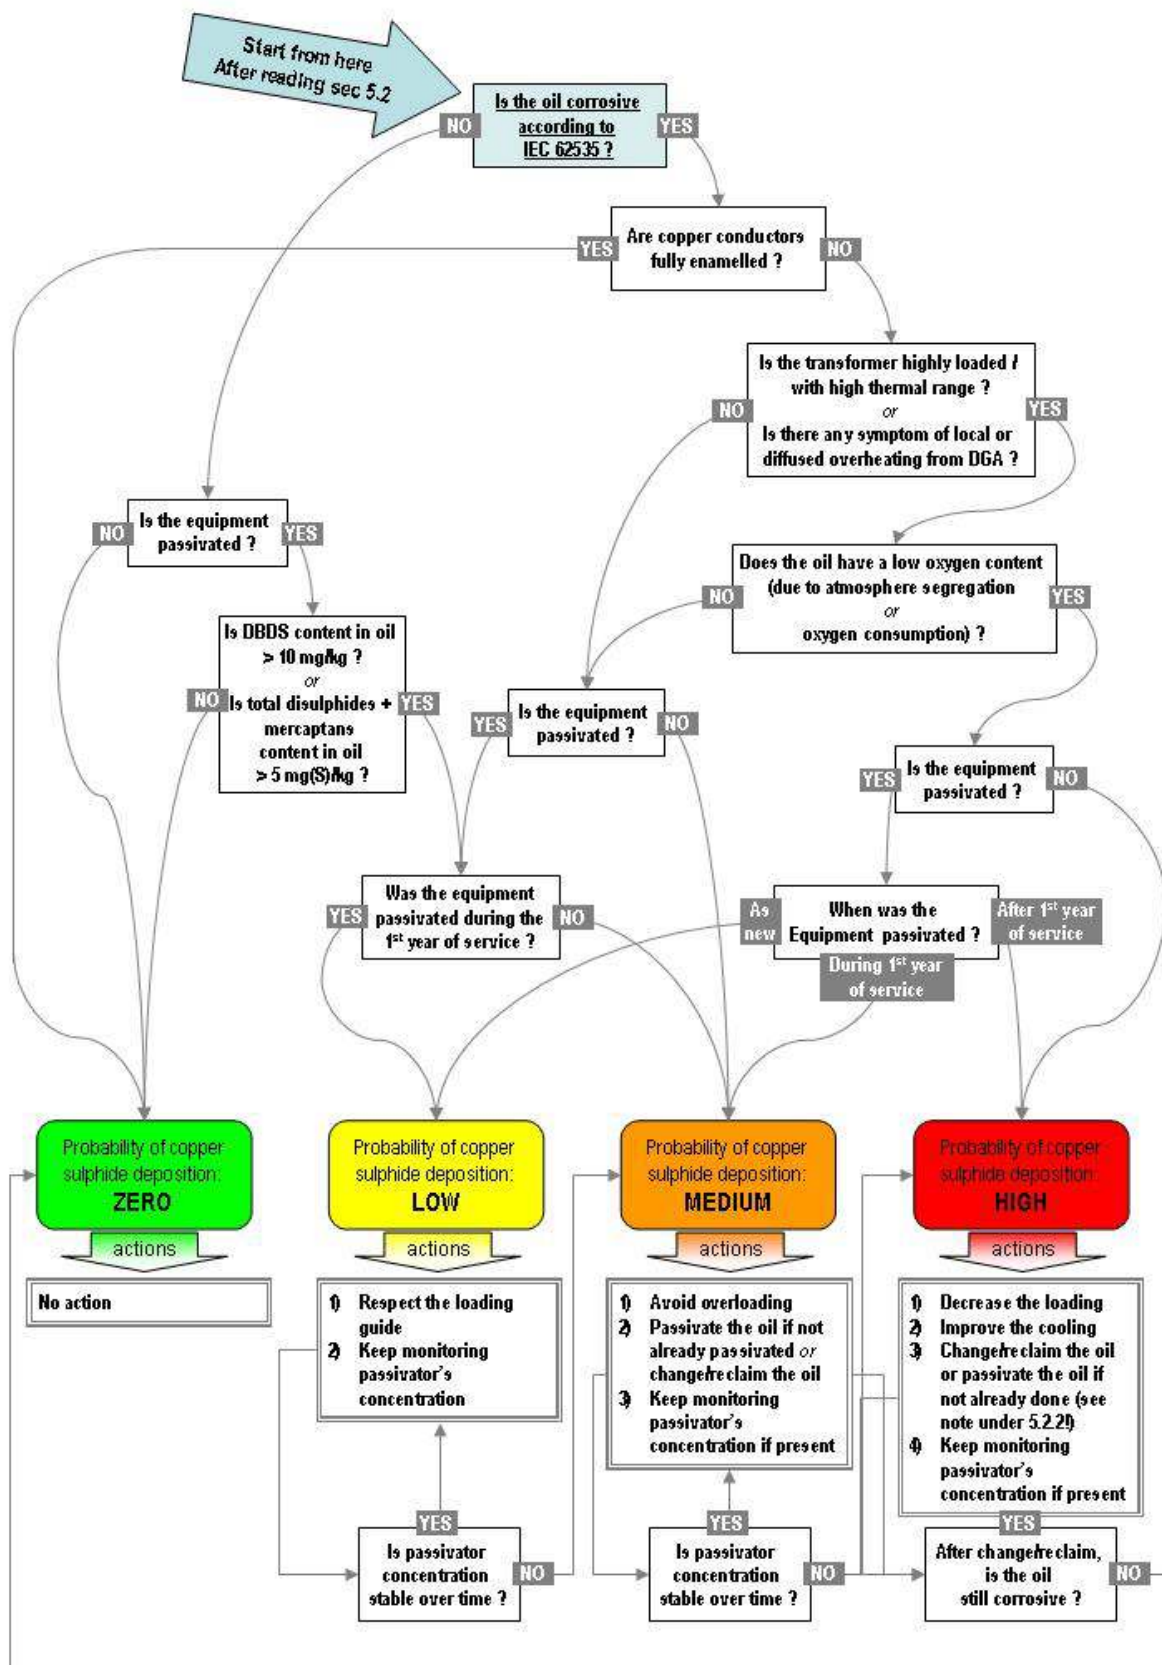 Start from here
After reading sec 5.2
Is the oil corrosive
according to
IEC 62535 ?
NO
YES
Are copper conductors
fully enamelled ?
YES
NO
Is the transformer highly loaded /
with high thermal range ?
or
Is there any symptom of local or
diffused overheating from DGA ?
NO
YES
Is the equipment
passivated ?
NO
YES
Does the oil have a low oxygen content
(due to atmosphere segregation
or
oxygen consumption) ?
NO
YES
Is DBDS content in oil
> 10 mg/kg ?
or
Is total disulphides +
mercaptans
content in oil
> 5 mg(S)/kg ?
NO
YES
Is the equipment
passivated ?
YES
NO
Is the equipment
passivated ?
YES
NO
Was the equipment
passivated during the
1st year of service ?
YES
NO
When was the
Equipment passivated ?
As
new
After 1st year
of service
During 1st year
of service
Probability of copper
sulphide deposition:
ZERO
Probability of copper
sulphide deposition:
LOW
Probability of copper
sulphide deposition:
MEDIUM
Probability of copper
sulphide deposition:
HIGH
actions
actions
actions
actions
No action
1) Respect the loading
guide
2) Keep monitoring
passivator's
concentration
1) Avoid overloading
2) Passivate the oil if not
already passivated or
change/reclaim the oil
3) Keep monitoring
passivator's
concentration if present
1) Decrease the loading
2) Improve the cooling
3) Change/reclaim the oil
or passivate the oil if
not already done (see
note under 5.2.2!)
4) Keep monitoring
passivator's
concentration if present
YES
Is passivator
concentration
stable over time ?
NO
YES
Is passivator
concentration
stable over time ?
NO
YES
After change/reclaim,
is the oil
still corrosive ?
NO